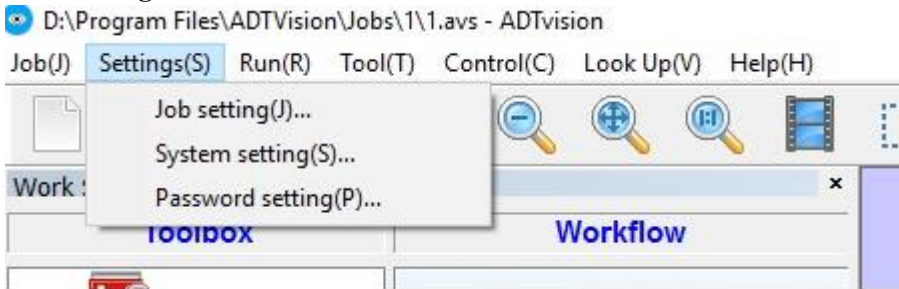 D:\Program Files\ADTVision\Jobs\1\1.avs - ADTvision
Job(J) Settings(S) Run(R) Tool(T) Control(C) Look Up(V) Help(H)
Job setting(J)...
System setting(S)...
Password setting(P)...
Work
Toolbox Workflow